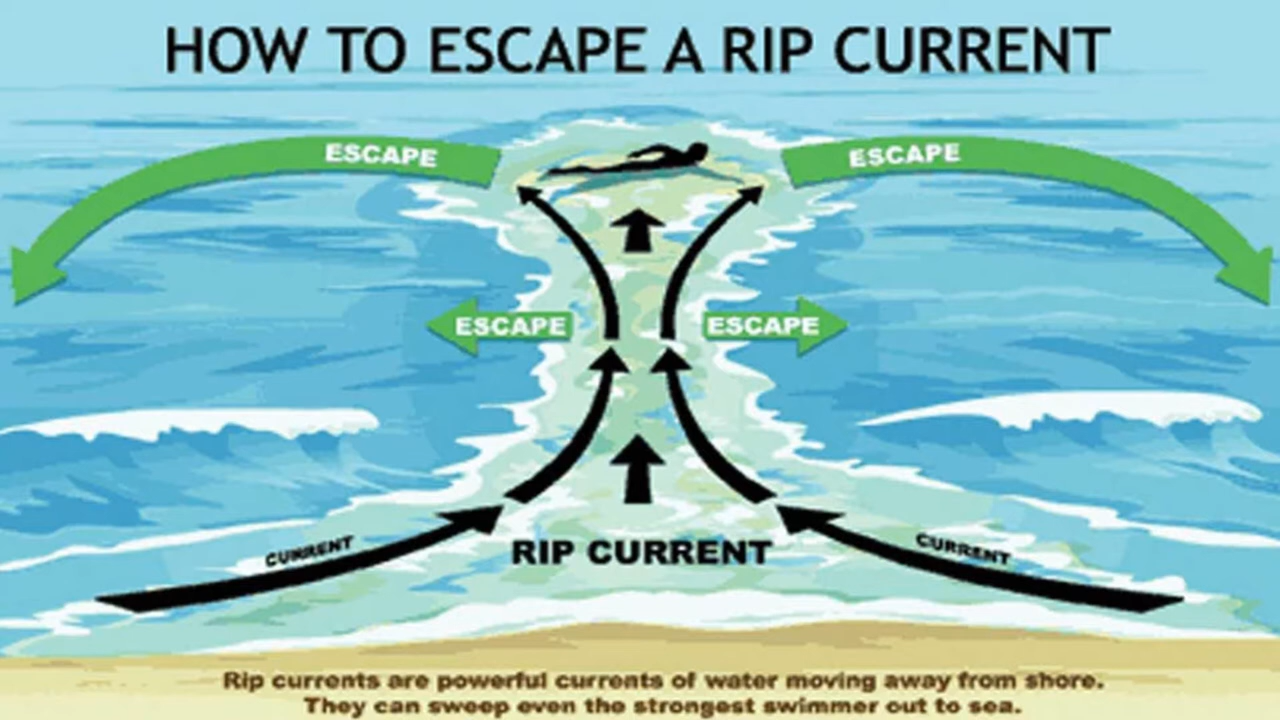 HOW TO ESCAPE A RIP CURRENT
ESCAPE
ESCAPE
ESCAPE
ESCAPE
CURRENT
RIP CURRENT
CURRENT
Rip currents are powerful currents of water moving away from shore.
They can sweep even the strongest swimmer out to sea.